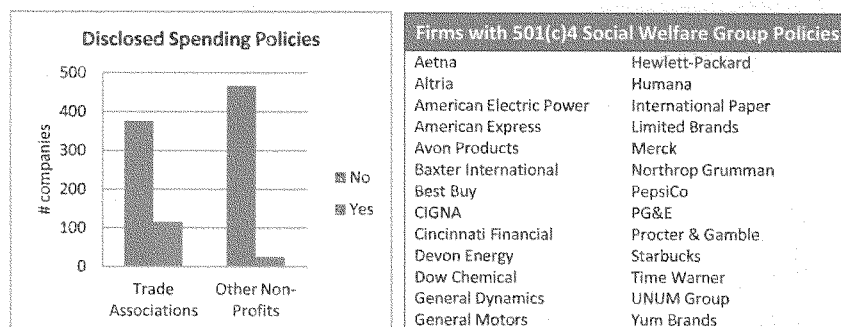 Disclosed Spending Policies
500
400
300
200
100
0
# companies
Trade Associations
Other Non-Profits
No
Yes
Firms with 501(c)4 Social Welfare Group Policies
Aetna Hewlett-Packard
Altria Humana
American Electric Power International Paper
American Express Limited Brands
Avon Products Merck
Baxter International Northrop Grumman
Best Buy PepsiCo
CIGNA PG&E
Cincinnati Financial Procter & Gamble
Devon Energy Starbucks
Dow Chemical Time Warner
General Dynamics UNUM Group
General Motors Yum Brands